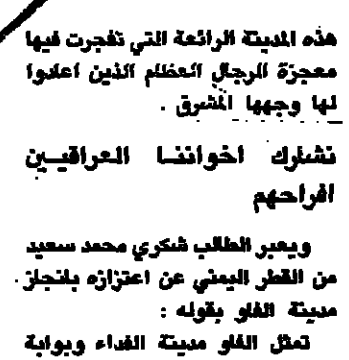 هذه المدينة الرائعة التي تفجرت فيها
معجزة الرجال العظام الذين اعادوا
لها وجهها المشرق .
نشارك اخواننا العراقيين
افراحهم
ويعبر الطالب شكري محمد سعيد
من القطر اليمني عن اعتزازه بانجاز
مدينة الفاو بقوله :
تمثل الفاو مدينة الفداء وبوابة